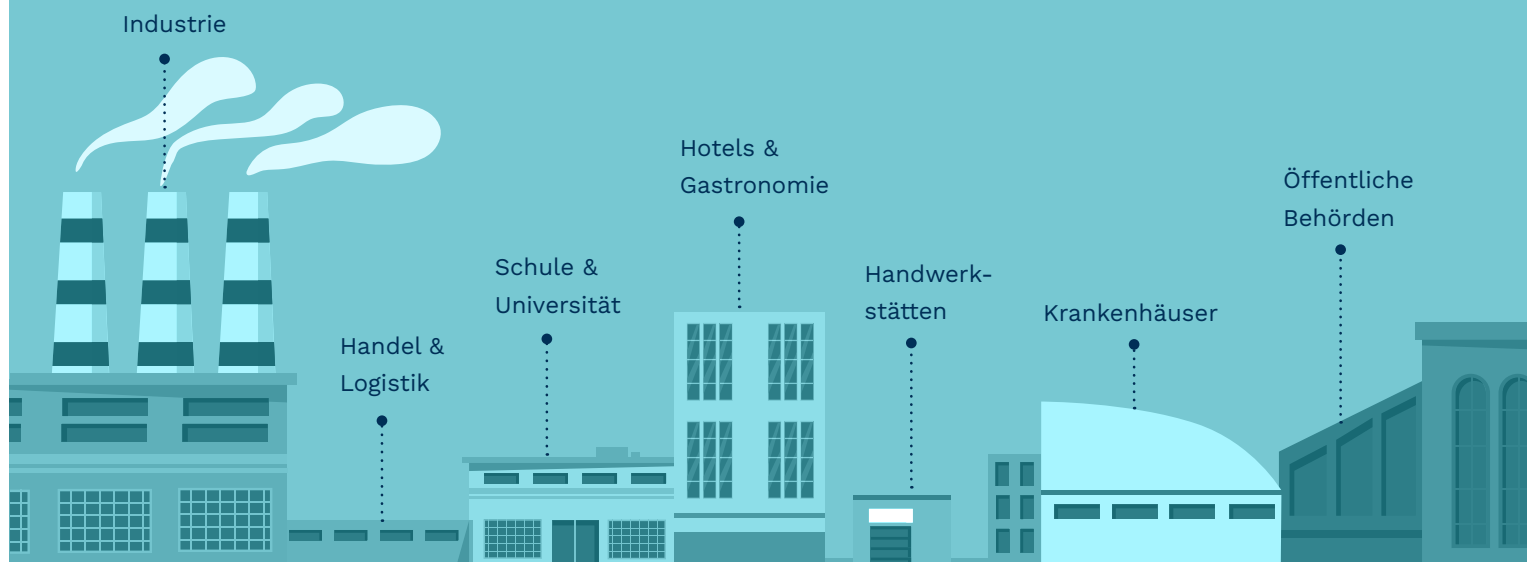 Industrie
Handel &
Logistik
Schule &
Universität
Hotels &
Gastronomie
Handwerk-
stätten
Krankenhäuser
Öffentliche
Behörden